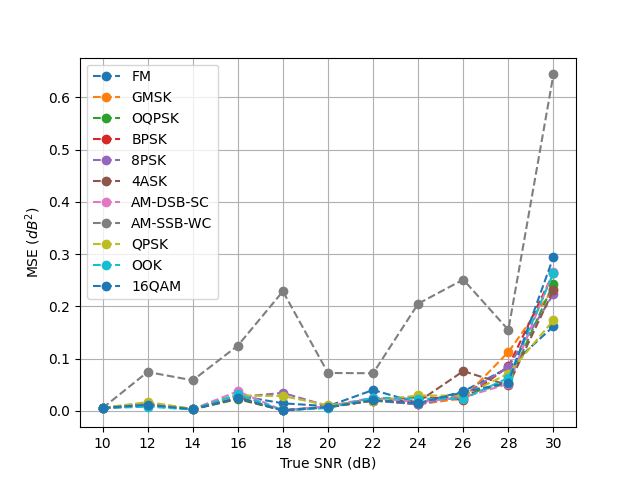 FM
GMSK
OQPSK
BPSK
8PSK
4ASK
AM-DSB-SC
AM-SSB-WC
QPSK
OOK
16QAM
0.6
0.5
0.4
0.3
0.2
0.1
0.0
MSE (dB²)
10 12 14 16 18 20 22 24 26 28 30
True SNR (dB)